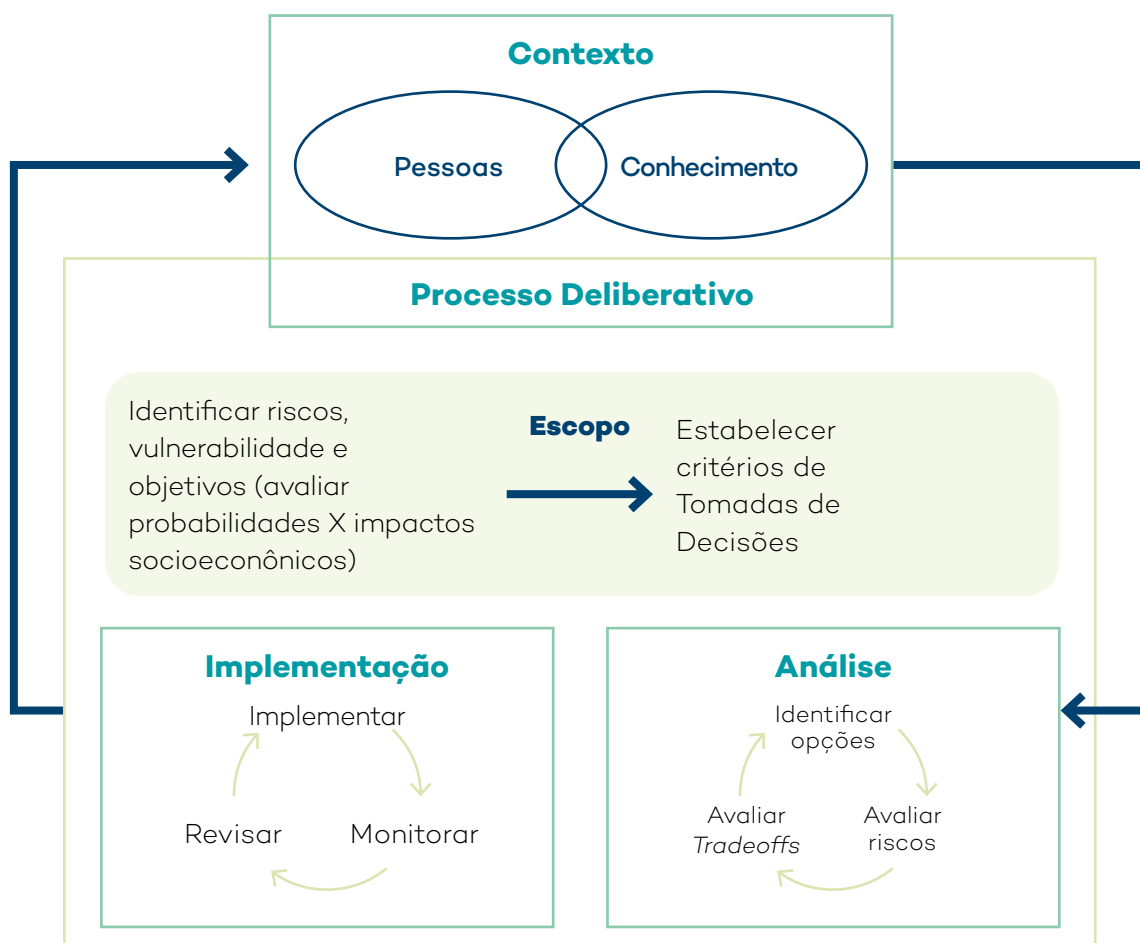 Contexto
Pessoas
Conhecimento
Processo Deliberativo
Identificar riscos,
vulnerabilidade e
objetivos (avaliar
probabilidades X impactos
socioeconônicos)
Escopo
Estabelecer
critérios de
Tomadas de
Decisões
Implementação
Implementar
Revisar
Monitorar
Análise
Identificar
opções
Avaliar
Tradeoffs
Avaliar
riscos